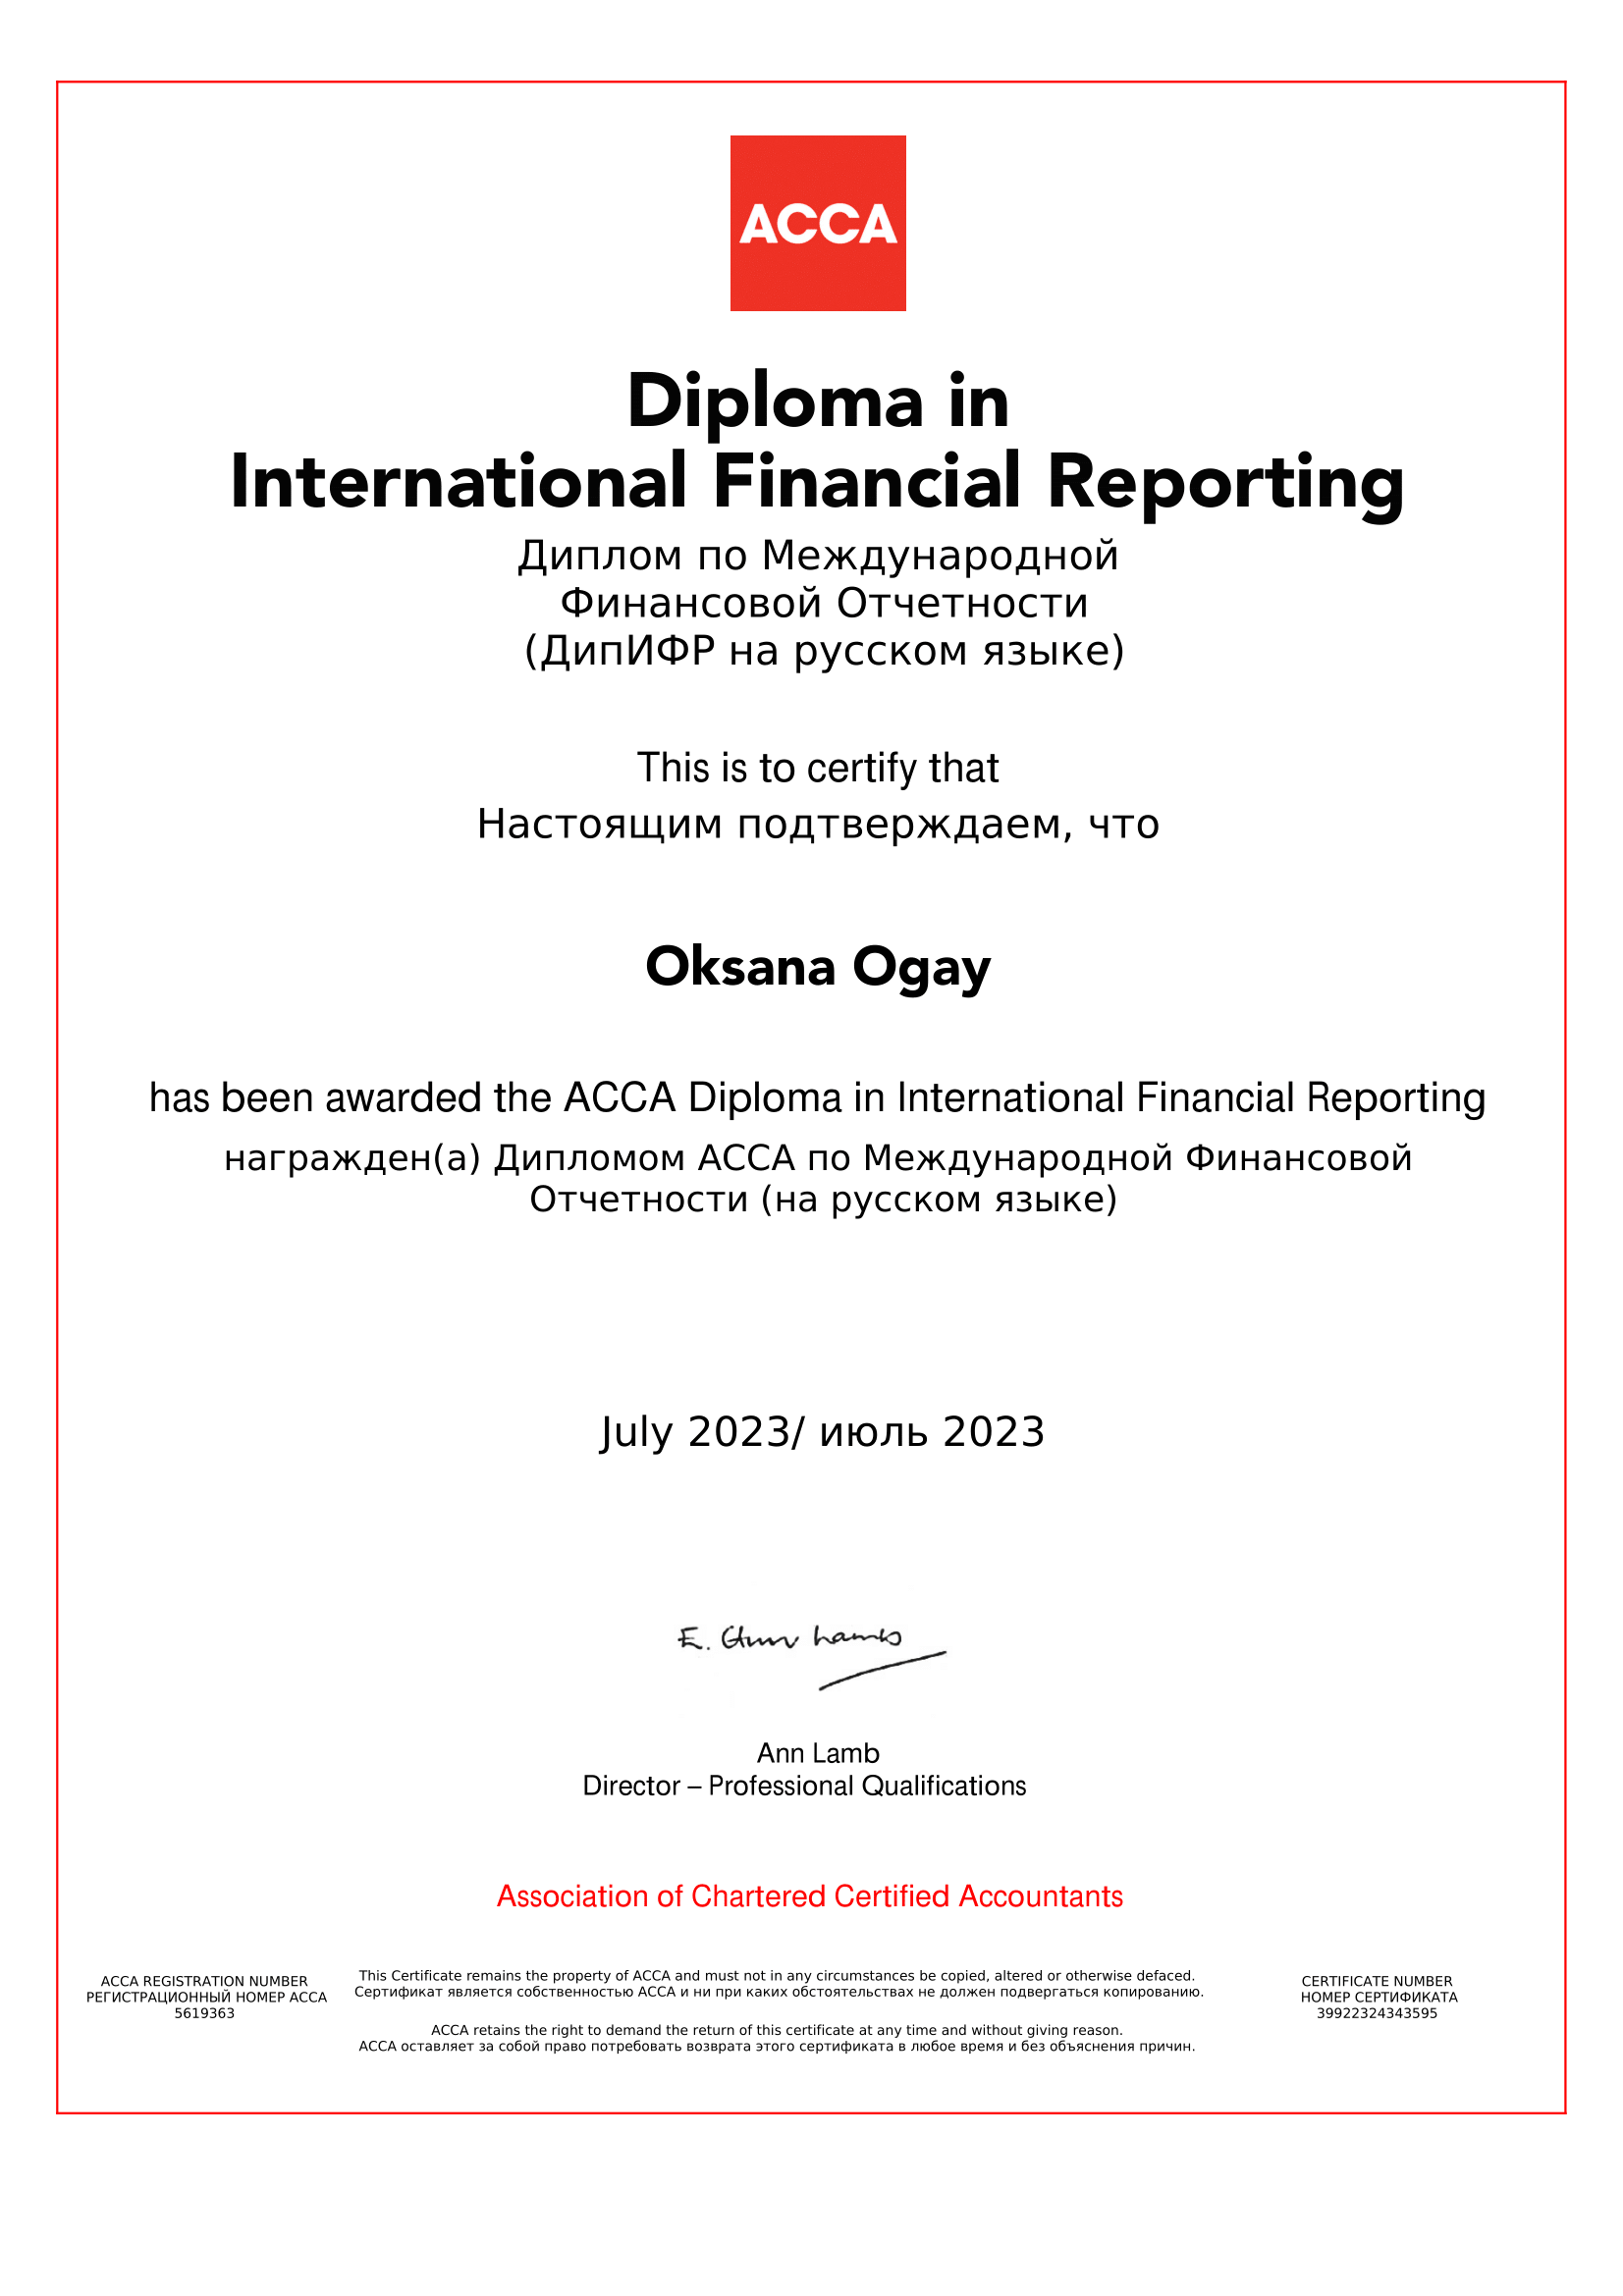 ACCA
Diploma in
International Financial Reporting
Диплом по Международной
Финансовой Отчетности
(ДипИФР на русском языке)
This is to certify that
Настоящим подтверждаем, что
Oksana Ogay
has been awarded the ACCA Diploma in International Financial Reporting
награжден(а) Дипломом АССА по Международной Финансовой
Отчетности (на русском языке)
July 2023/ июль 2023
E. Ann Lamb
Ann Lamb
Director – Professional Qualifications
Association of Chartered Certified Accountants
ACCA REGISTRATION NUMBER
РЕГИСТРАЦИОННЫЙ НОМЕР АССА
5619363
This Certificate remains the property of ACCA and must not in any circumstances be copied, altered or otherwise defaced.
Сертификат является собственностью АССА и ни при каких обстоятельствах не должен подвергаться копированию.
ACCA retains the right to demand the return of this certificate at any time and without giving reason.
АССА оставляет за собой право потребовать возврата этого сертификата в любое время и без объяснения причин.
CERTIFICATE NUMBER
НОМЕР СЕРТИФИКАТА
39922324343595